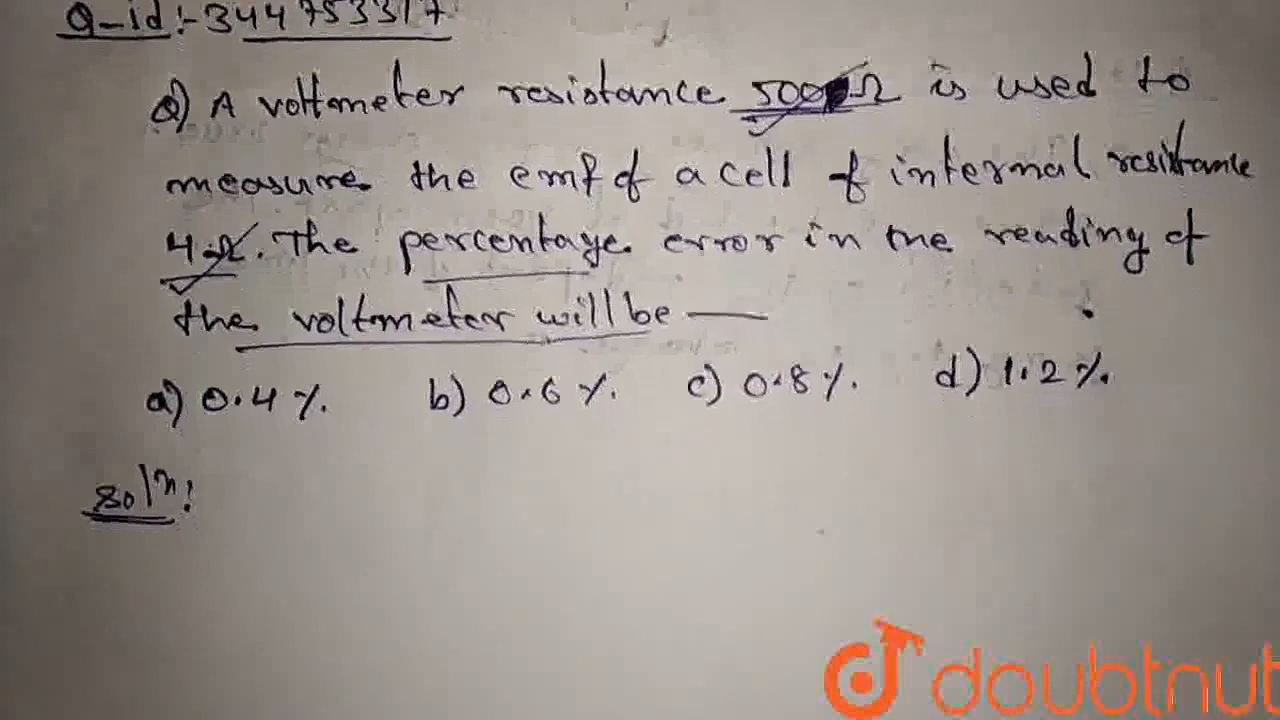 Q-id:-344753317
Q) A voltmeter resistance 500Ω is used to
measure the emf of a cell of internal resistance
4Ω. The percentage error in the reading of
the voltmeter will be —
a) 0.4%. b) 0.6%. c) 0.8%. d) 1.2%.
Solⁿ:
doubtnut